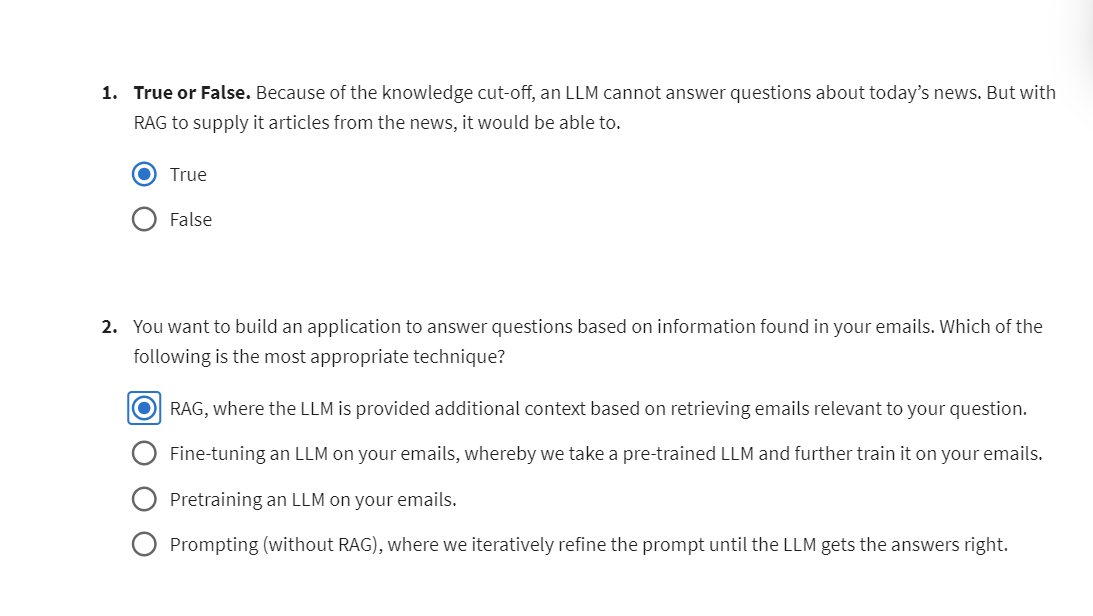 1. True or False. Because of the knowledge cut-off, an LLM cannot answer questions about today’s news. But with
RAG to supply it articles from the news, it would be able to.
True
False
2. You want to build an application to answer questions based on information found in your emails. Which of the
following is the most appropriate technique?
RAG, where the LLM is provided additional context based on retrieving emails relevant to your question.
Fine-tuning an LLM on your emails, whereby we take a pre-trained LLM and further train it on your emails.
Pretraining an LLM on your emails.
Prompting (without RAG), where we iteratively refine the prompt until the LLM gets the answers right.